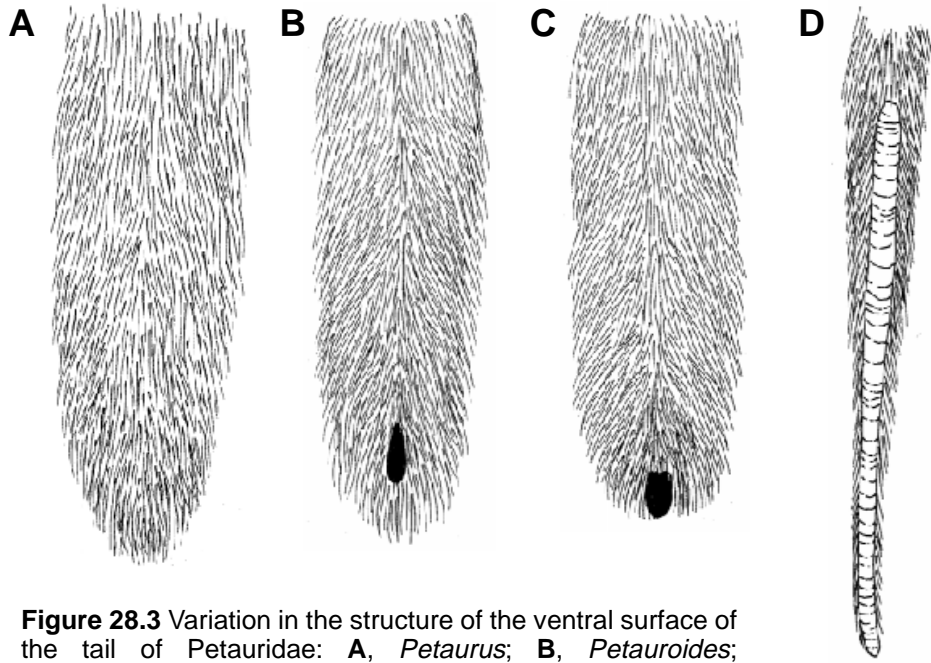 A B C D
Figure 28.3 Variation in the structure of the ventral surface of
the tail of Petauridae: A, Petaurus; B, Petauroides;